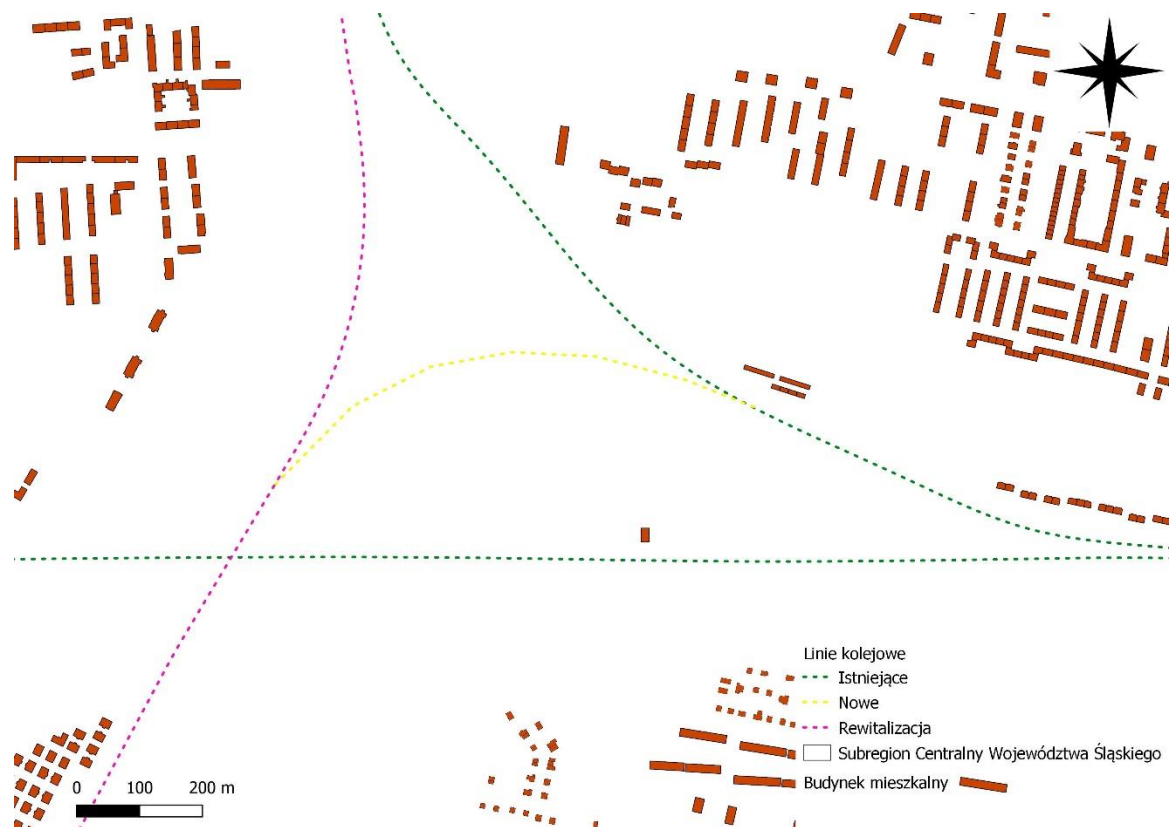 Linie kolejowe
Istniejące
Nowe
Rewitalizacja
Subregion Centralny Województwa Śląskiego
Budynek mieszkalny
0 100 200 m